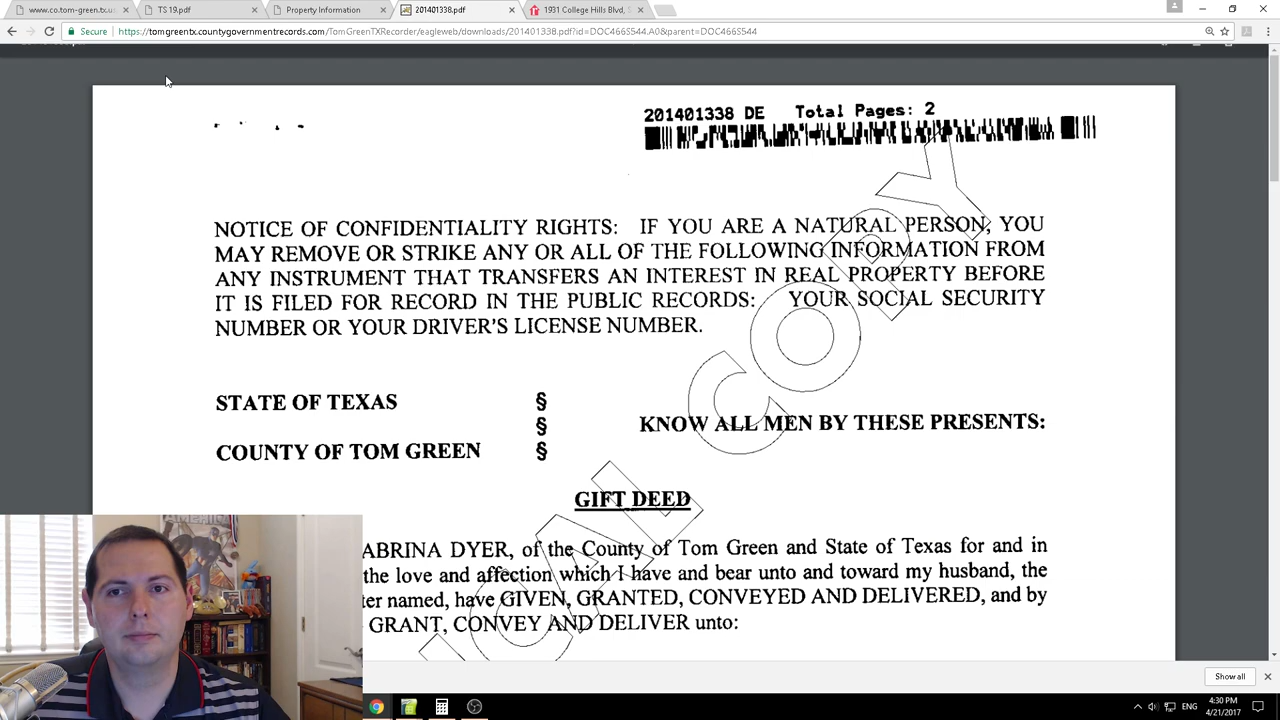 www.co.tom-green.tx.us
TS 19.pdf
Property Information
201401338.pdf
1931 College Hills Blvd, S
Secure
https://tomgreentx.countygovernmentrecords.com/TomGreenTXRecorder/eagleweb/downloads/201401338.pdf?id=DOC466S544.A0&parent=DOC466S544
201401338 DE Total Pages: 2
NOTICE OF CONFIDENTIALITY RIGHTS: IF YOU ARE A NATURAL PERSON, YOU
MAY REMOVE OR STRIKE ANY OR ALL OF THE FOLLOWING INFORMATION FROM
ANY INSTRUMENT THAT TRANSFERS AN INTEREST IN REAL PROPERTY BEFORE
IT IS FILED FOR RECORD IN THE PUBLIC RECORDS: YOUR SOCIAL SECURITY
NUMBER OR YOUR DRIVER'S LICENSE NUMBER.
STATE OF TEXAS §
§ KNOW ALL MEN BY THESE PRESENTS:
COUNTY OF TOM GREEN §
GIFT DEED
ABRINA DYER, of the County of Tom Green and State of Texas for and in
the love and affection which I have and bear unto and toward my husband, the
ter named, have GIVEN, GRANTED, CONVEYED AND DELIVERED, and by
GRANT, CONVEY AND DELIVER unto:
COPY
Show all
ENG
4:30 PM
4/21/2017